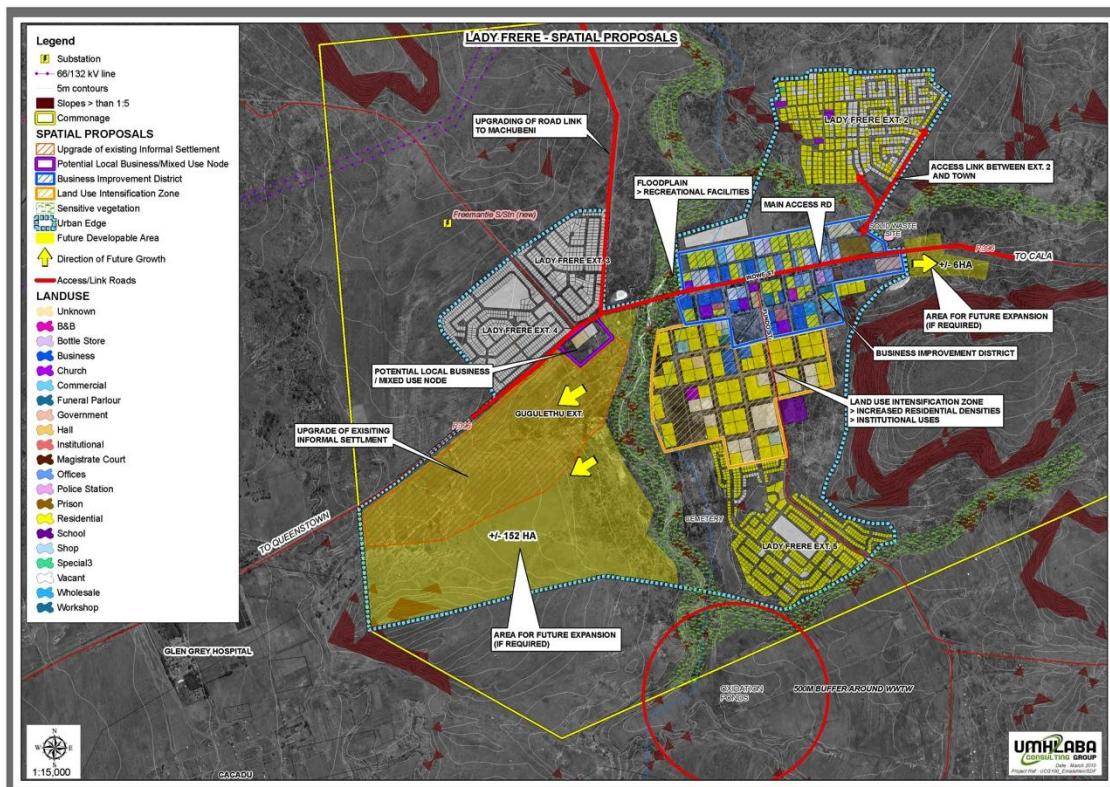 LADY FRERE - SPATIAL PROPOSALS
Legend
Substation
66/132 kV line
5m contours
Slopes > than 1:5
Commonage
SPATIAL PROPOSALS
Upgrade of existing Informal Settlement
Potential Local Business/Mixed Use Node
Business Improvement District
Land Use Intensification Zone
Sensitive vegetation
Urban Edge
Future Developable Area
Direction of Future Growth
Access/Link Roads
LANDUSE
Unknown
B&B
Bottle Store
Business
Church
Commercial
Funeral Parlour
Government
Hall
Institutional
Magistrate Court
Offices
Police Station
Prison
Residential
School
Shop
Special3
Vacant
Wholesale
Workshop
UPGRADING OF ROAD LINK
TO MACHUBENI
LADY FRERE EXT. 2
ACCESS LINK BETWEEN EXT. 2
AND TOWN
FLOODPLAIN
> RECREATIONAL FACILITIES
MAIN ACCESS RD
Freemantle S/Stn (new)
SOLID WASTE
SITE
R396
TO CALA
+/- 6HA
LADY FRERE EXT. 3
LADY FRERE EXT. 4
AREA FOR FUTURE EXPANSION
(IF REQUIRED)
BUSINESS IMPROVEMENT DISTRICT
POTENTIAL LOCAL BUSINESS
/ MIXED USE NODE
GUGULETHU EXT.
LAND USE INTENSIFICATION ZONE
> INCREASED RESIDENTIAL DENSITIES
> INSTITUTIONAL USES
UPGRADE OF EXISITING
INFORMAL SETTLMENT
R396
TO QUEENSTOWN
CEMETERY
+/- 152 HA
LADY FRERE EXT. 5
AREA FOR FUTURE EXPANSION
(IF REQUIRED)
GLEN GREY HOSPITAL
OXIDATION
PONDS
500M BUFFER AROUND WWTW
CACADU
N
W
E
S
1:15,000
UMHLABA
CONSULTING GROUP